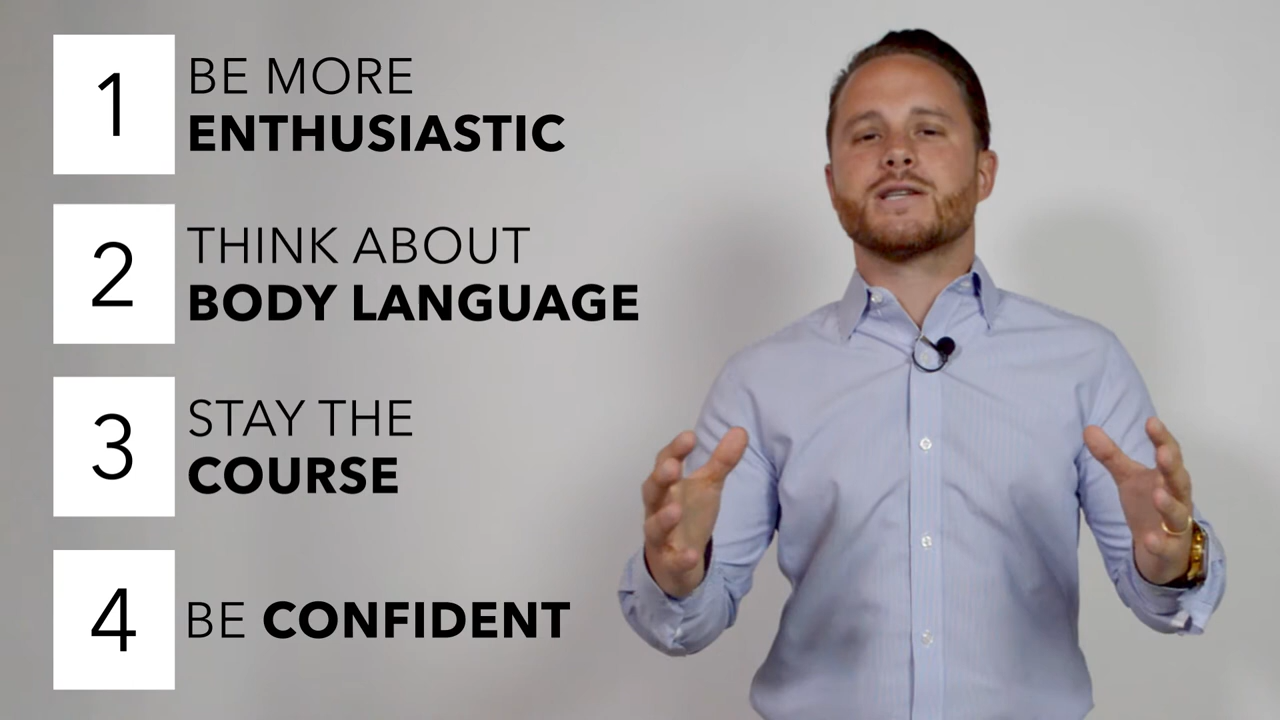 1
BE MORE
ENTHUSIASTIC
2
THINK ABOUT
BODY LANGUAGE
3
STAY THE
COURSE
4
BE CONFIDENT